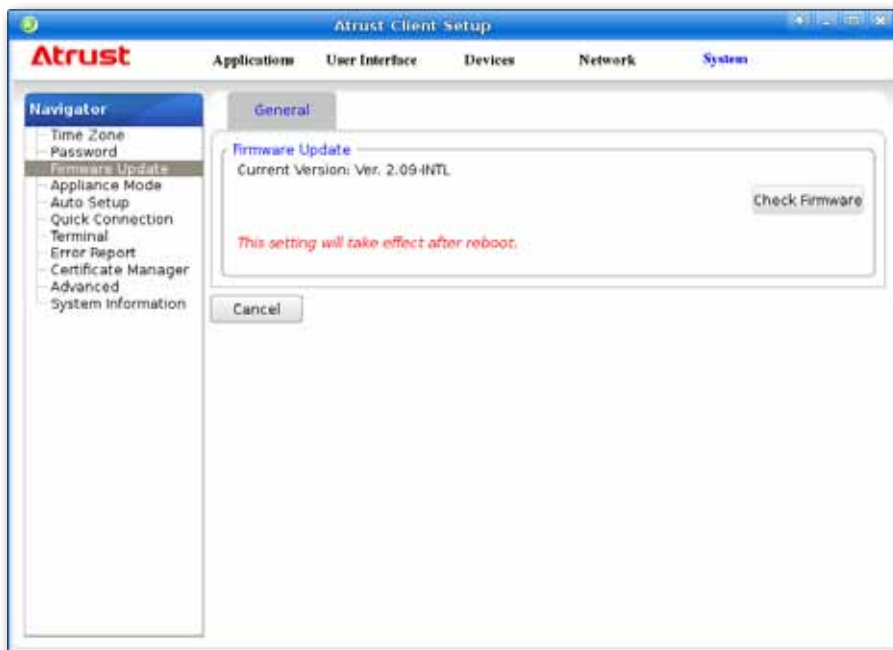 Atrust Client Setup
Atrust
Applications User Interface Devices Network System
Navigator
Time Zone
Password
Firmware Update
Appliance Mode
Auto Setup
Quick Connection
Terminal
Error Report
Certificate Manager
Advanced
System Information
General
Firmware Update
Current Version: Ver. 2.09-INTL
Check Firmware
This setting will take effect after reboot.
Cancel